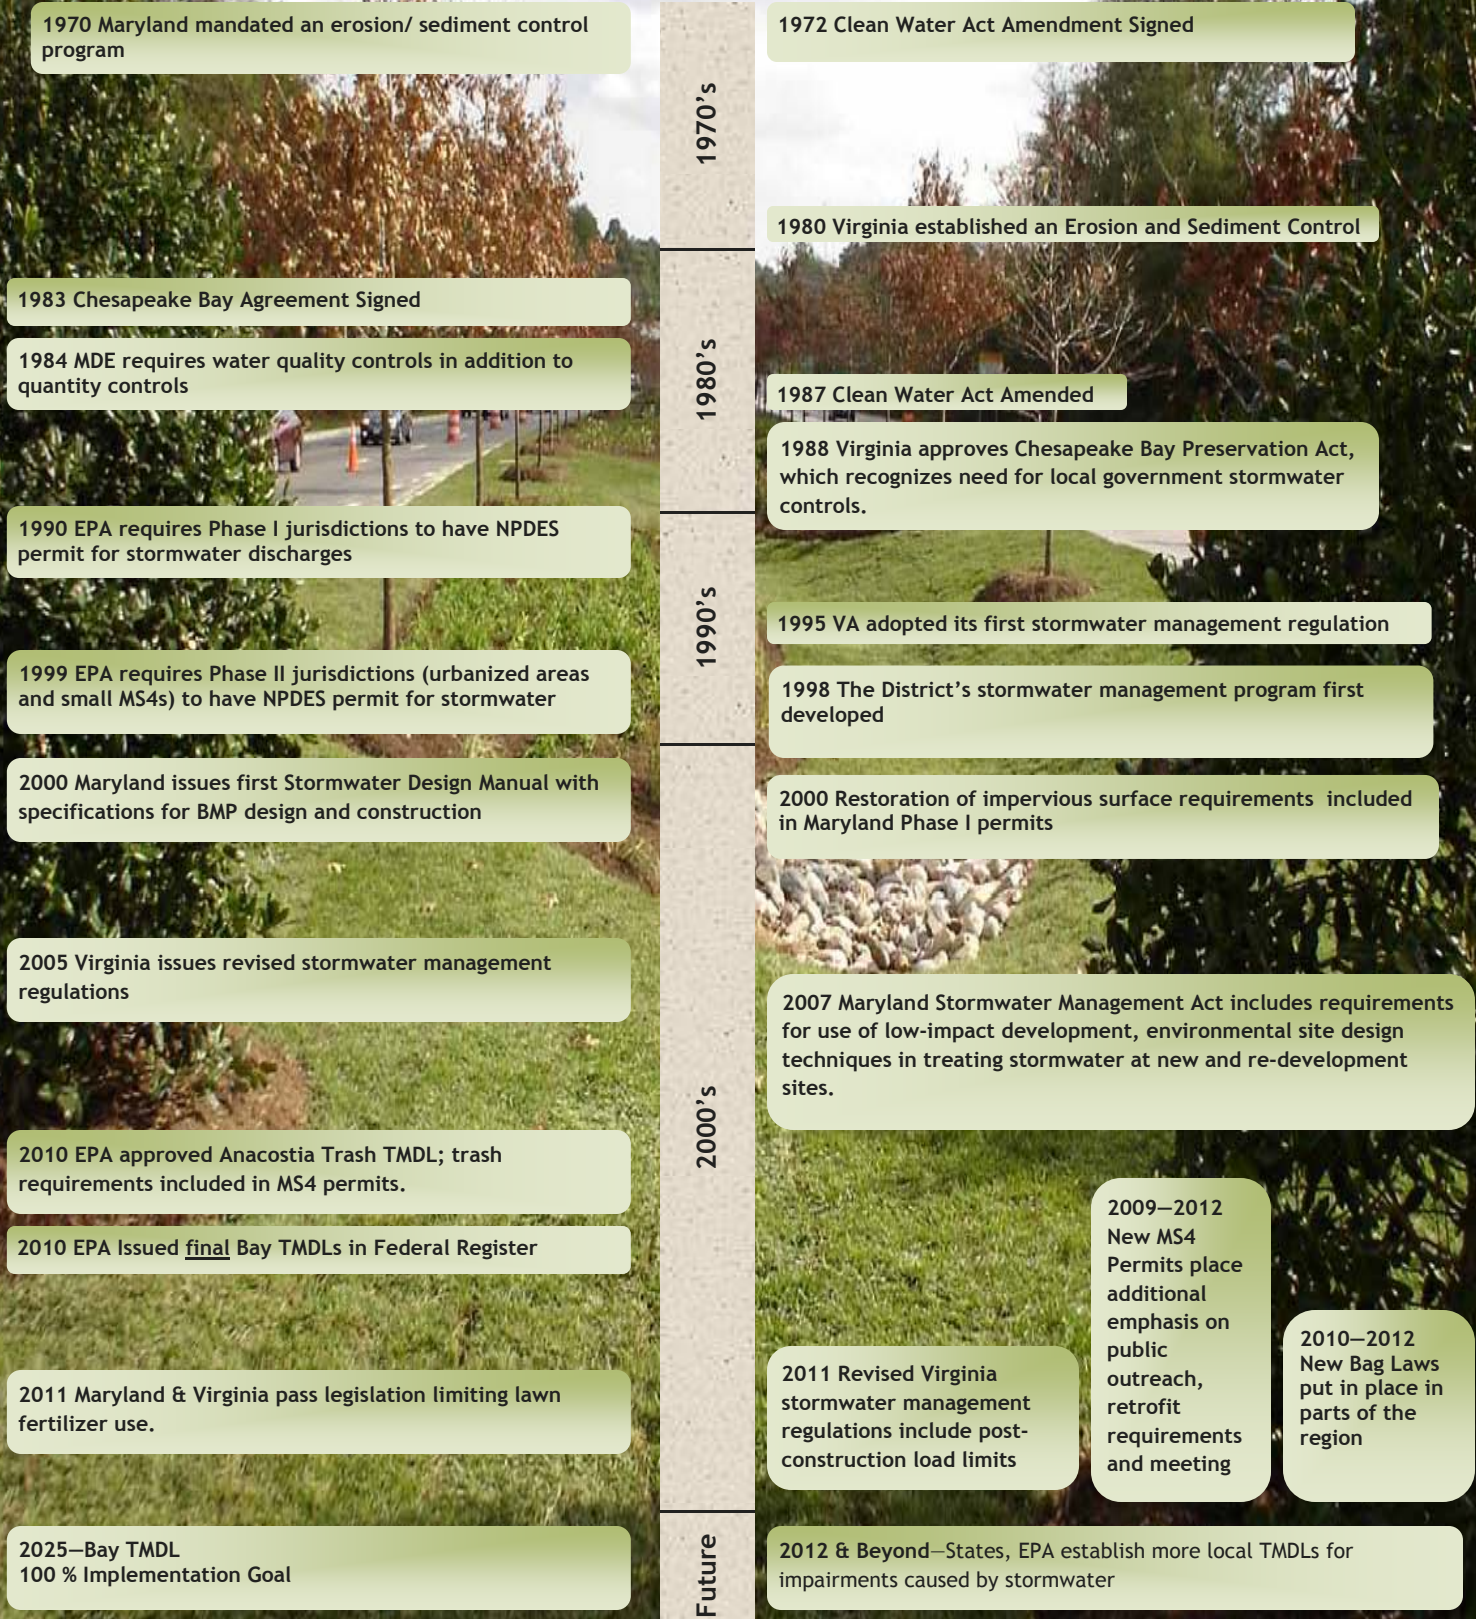 1970 Maryland mandated an erosion/ sediment control
program
1972 Clean Water Act Amendment Signed
1970's
1980 Virginia established an Erosion and Sediment Control
1983 Chesapeake Bay Agreement Signed
1984 MDE requires water quality controls in addition to
quantity controls
1980's
1987 Clean Water Act Amended
1988 Virginia approves Chesapeake Bay Preservation Act,
which recognizes need for local government stormwater
controls.
1990 EPA requires Phase I jurisdictions to have NPDES
permit for stormwater discharges
1990's
1995 VA adopted its first stormwater management regulation
1999 EPA requires Phase II jurisdictions (urbanized areas
and small MS4s) to have NPDES permit for stormwater
1998 The District's stormwater management program first
developed
2000 Maryland issues first Stormwater Design Manual with
specifications for BMP design and construction
2000 Restoration of impervious surface requirements  included
in Maryland Phase I permits
2005 Virginia issues revised stormwater management
regulations
2007 Maryland Stormwater Management Act includes requirements
for use of low-impact development, environmental site design
techniques in treating stormwater at new and re-development
sites.
2000's
2010 EPA approved Anacostia Trash TMDL; trash
requirements included in MS4 permits.
2010 EPA Issued final Bay TMDLs in Federal Register
2011 Maryland & Virginia pass legislation limiting lawn
fertilizer use.
2011 Revised Virginia
stormwater management
regulations include post-
construction load limits
2009—2012
New MS4
Permits place
additional
emphasis on
public
outreach,
retrofit
requirements
and meeting
2010—2012
New Bag Laws
put in place in
parts of the
region
2025—Bay TMDL
100 % Implementation Goal
Future
2012 & Beyond—States, EPA establish more local TMDLs for
impairments caused by stormwater